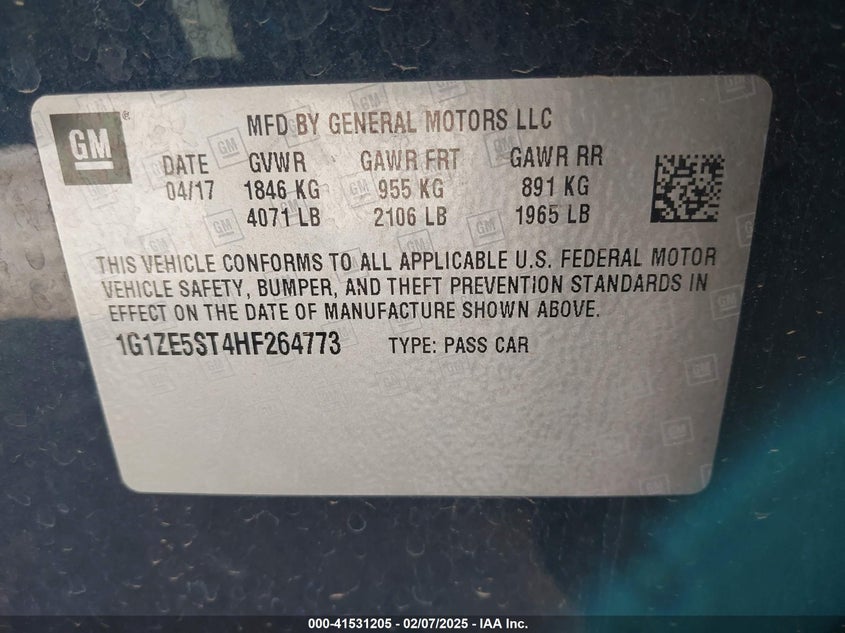 GM®
MFD BY GENERAL MOTORS LLC
DATE GVWR GAWR FRT GAWR RR
04/17 1846 KG 955 KG 891 KG
4071 LB 2106 LB 1965 LB
THIS VEHICLE CONFORMS TO ALL APPLICABLE U.S. FEDERAL MOTOR
VEHICLE SAFETY, BUMPER, AND THEFT PREVENTION STANDARDS IN
EFFECT ON THE DATE OF MANUFACTURE SHOWN ABOVE.
1G1ZE5ST4HF264773 TYPE: PASS CAR
000-41531205 - 02/07/2025 - IAA Inc.